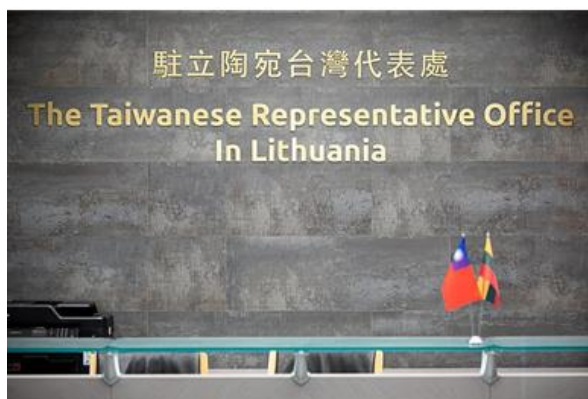 駐立陶宛台灣代表處
The Taiwanese Representative Office
In Lithuania